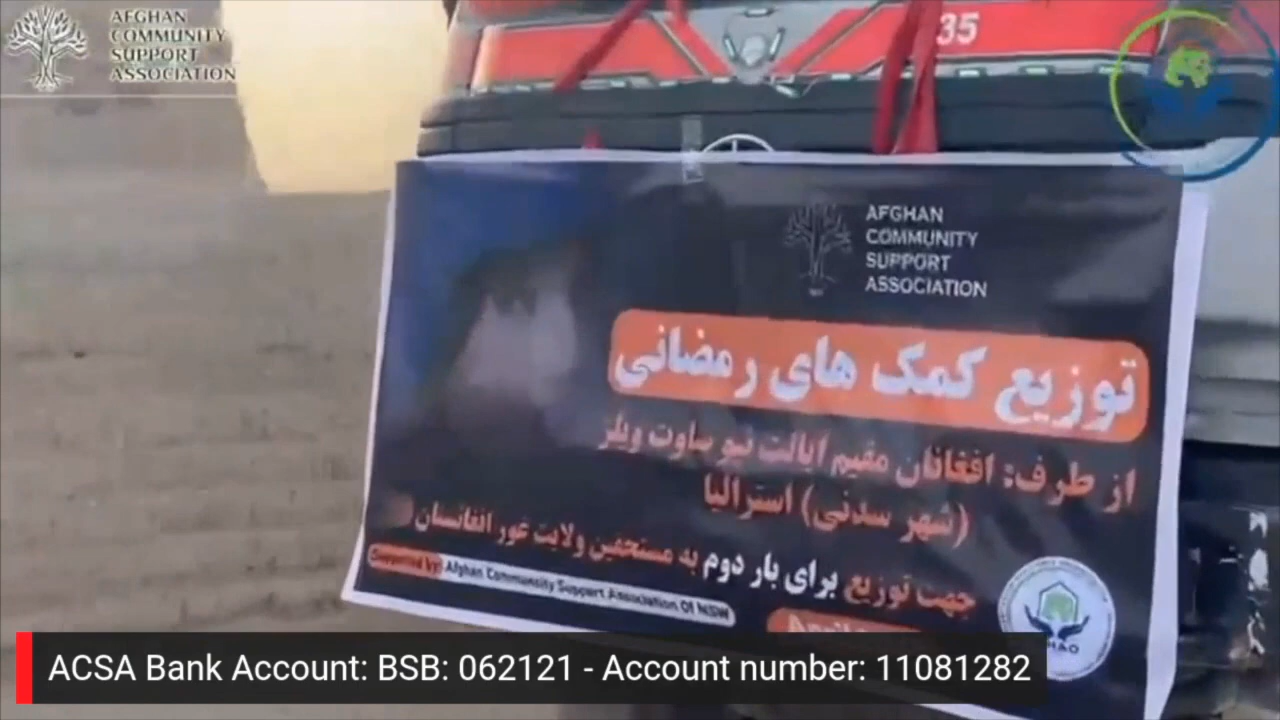 AFGHAN
COMMUNITY
SUPPORT
ASSOCIATION
35
AFGHAN
COMMUNITY
SUPPORT
ASSOCIATION
توزیع کمک های رمضانی
از طرف: افغانان مقیم ایالت نیو ساوت ویلز
(شهر سدنی) استرالیا
جهت توزیع برای بار دوم به مستحقین ولایت غور افغانستان
Supported by: Afghan Community Support Association Of NSW
ACSA Bank Account: BSB: 062121 - Account number: 11081282